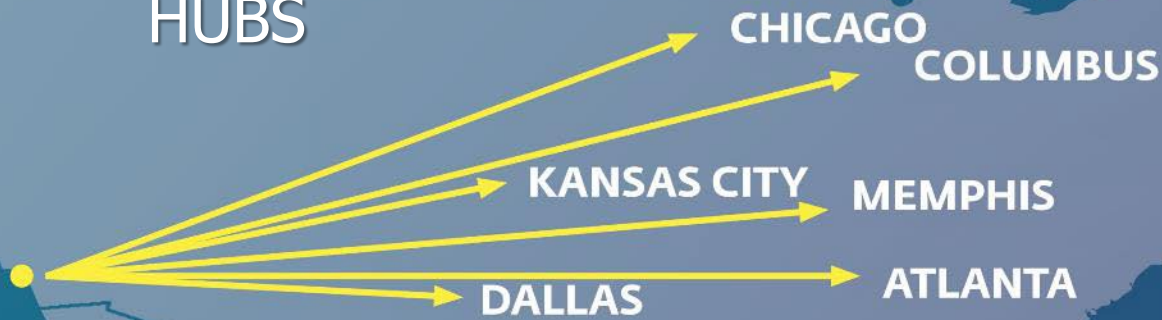 HUBS
CHICAGO
COLUMBUS
KANSAS CITY
MEMPHIS
ATLANTA
DALLAS